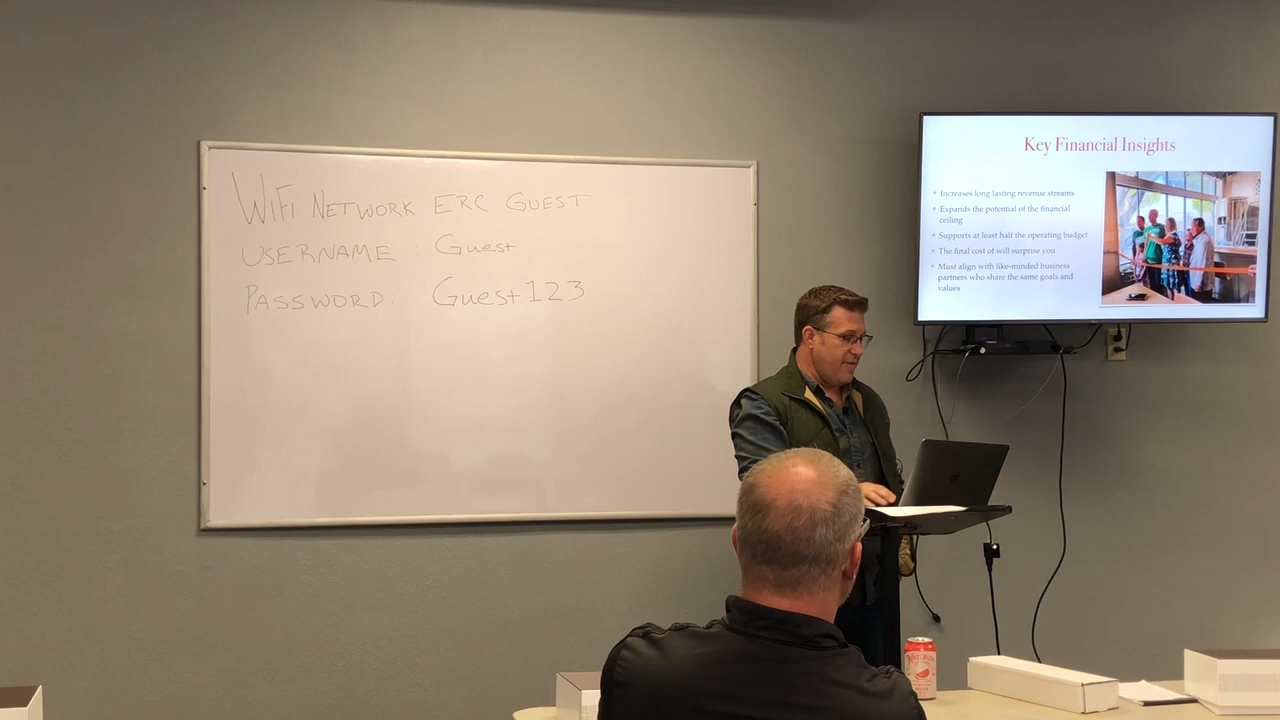 WIFI NETWORK: ERC GUEST
USERNAME : Guest
PASSWORD: Guest123
Key Financial Insights
Increases long lasting revenue streams
Expands the potential of the financial
ceiling
Supports at least half the operating budget
The final cost of will surprise you
Must align with like-minded business
partners who share the same goals and
values